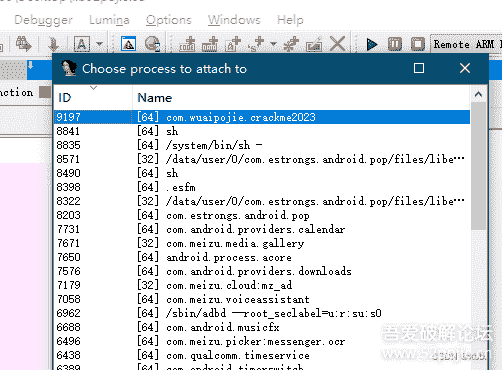 Debugger Lumina Options Windows Help
Remote ARM
nction
Choose process to attach to
ID Name
9197 [64] com.wuaipojie.crackme2023
8841 [64] sh
8835 [64] /system/bin/sh -
8571 [32] /data/user/0/com.estrongs.android.pop/files/libe…
8490 [64] sh
8398 [64] .esfm
8322 [32] /data/user/0/com.estrongs.android.pop/files/libe…
8203 [64] com.estrongs.android.pop
7731 [64] com.android.providers.calendar
7671 [32] com.meizu.media.gallery
7650 [64] android.process.acore
7576 [64] com.android.providers.downloads
7179 [32] com.meizu.cloud:mz_ad
7058 [64] com.meizu.voiceassistant
6962 [64] /sbin/adbd --root_seclabel=u:r:su:s0
6688 [64] com.android.musicfx
6496 [64] com.meizu.picker:messenger.ocr
6438 [64] com.qualcomm.timeservice
6389 [64] com.android.timerswitch
吾爱破解论坛